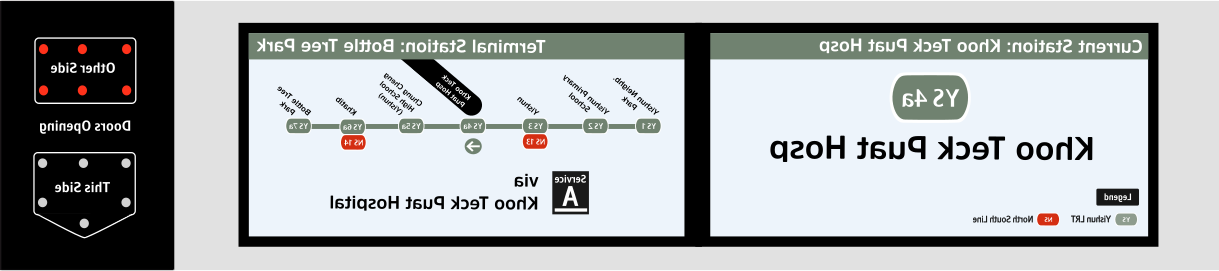 Current Station: Khoo Teck Puat Hosp
YS 4a
Khoo Teck Puat Hosp
Legend
YS Yishun LRT NS North South Line
Terminal Station: Bottle Tree Park
Yishun Neighb.
Park
Yishun Primary
School
Yishun
Khoo Teck
Puat Hosp
Chung Cheng
High School
(Yishun)
Khatib
Bottle Tree
Park
YS 1 YS 2 YS 3 YS 4a YS 5a YS 6a YS 7a
NS 13 NS 14
Service
A
via
Khoo Teck Puat Hospital
Other Side
Doors Opening
This Side